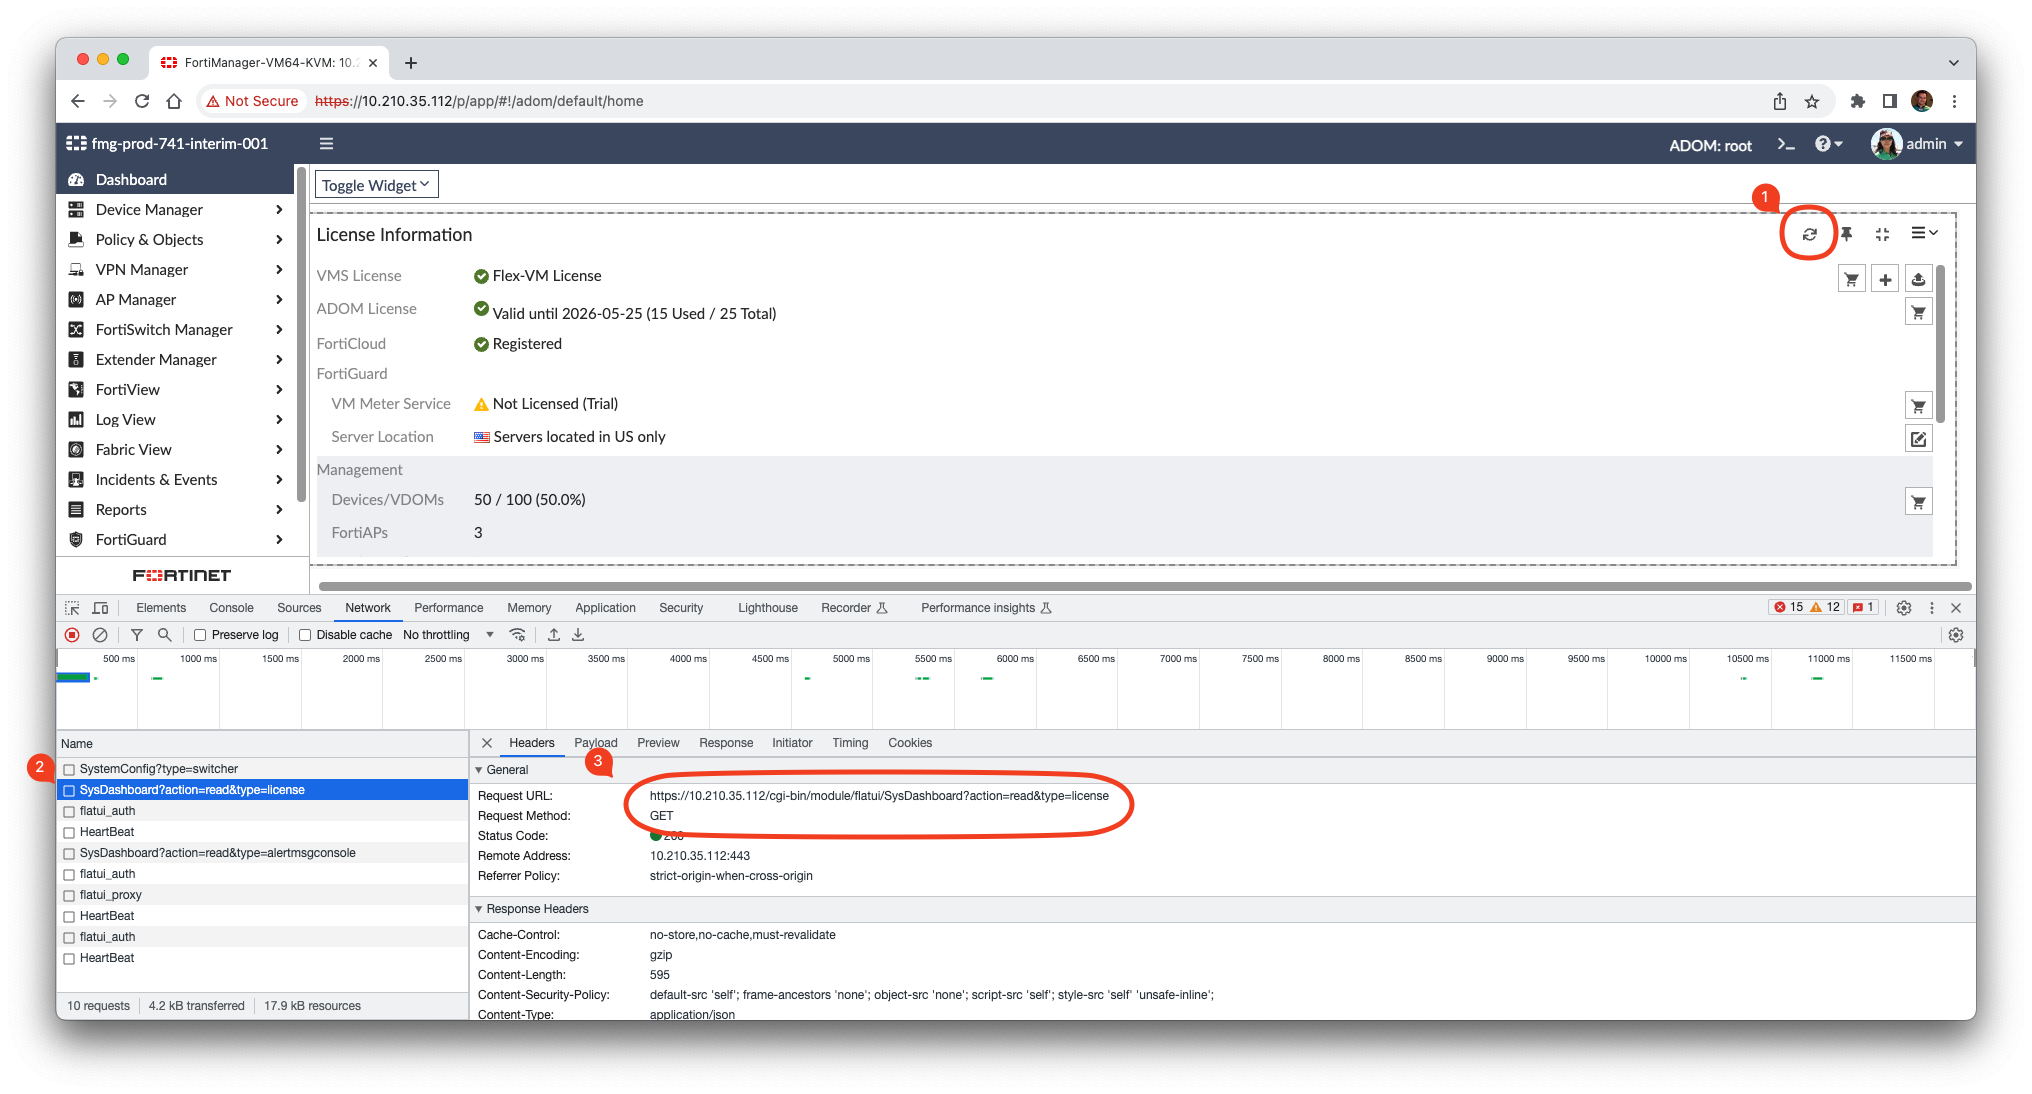 FortiManager-VM64-KVM: 10.2
Not Secure https://10.210.35.112/p/app/#!/adom/default/home
fmg-prod-741-interim-001
ADOM: root
admin
Dashboard
Device Manager
Policy & Objects
VPN Manager
AP Manager
FortiSwitch Manager
Extender Manager
FortiView
Log View
Fabric View
Incidents & Events
Reports
FortiGuard
FORTINET
Toggle Widget
1
License Information
VMS License Flex-VM License
ADOM License Valid until 2026-05-25 (15 Used / 25 Total)
FortiCloud Registered
FortiGuard
VM Meter Service Not Licensed (Trial)
Server Location Servers located in US only
Management
Devices/VDOMs 50 / 100 (50.0%)
FortiAPs 3
Elements Console Sources Network Performance Memory Application Security Lighthouse Recorder Performance insights 15 12 1
Preserve log Disable cache No throttling
500 ms 1000 ms 1500 ms 2000 ms 2500 ms 3000 ms 3500 ms 4000 ms 4500 ms 5000 ms 5500 ms 6000 ms 6500 ms 7000 ms 7500 ms 8000 ms 8500 ms 9000 ms 9500 ms 10000 ms 10500 ms 11000 ms 11500 ms
Name
2
SystemConfig?type=switcher
SysDashboard?action=read&type=license
flatui_auth
HeartBeat
SysDashboard?action=read&type=alertmsgconsole
flatui_auth
flatui_proxy
HeartBeat
flatui_auth
HeartBeat
10 requests 4.2 kB transferred 17.9 kB resources
Headers Payload Preview Response Initiator Timing Cookies
3
General
Request URL: https://10.210.35.112/cgi-bin/module/flatui/SysDashboard?action=read&type=license
Request Method: GET
Status Code: 200
Remote Address: 10.210.35.112:443
Referrer Policy: strict-origin-when-cross-origin
Response Headers
Cache-Control: no-store,no-cache,must-revalidate
Content-Encoding: gzip
Content-Length: 595
Content-Security-Policy: default-src 'self'; frame-ancestors 'none'; object-src 'none'; script-src 'self'; style-src 'self' 'unsafe-inline';
Content-Type: application/json